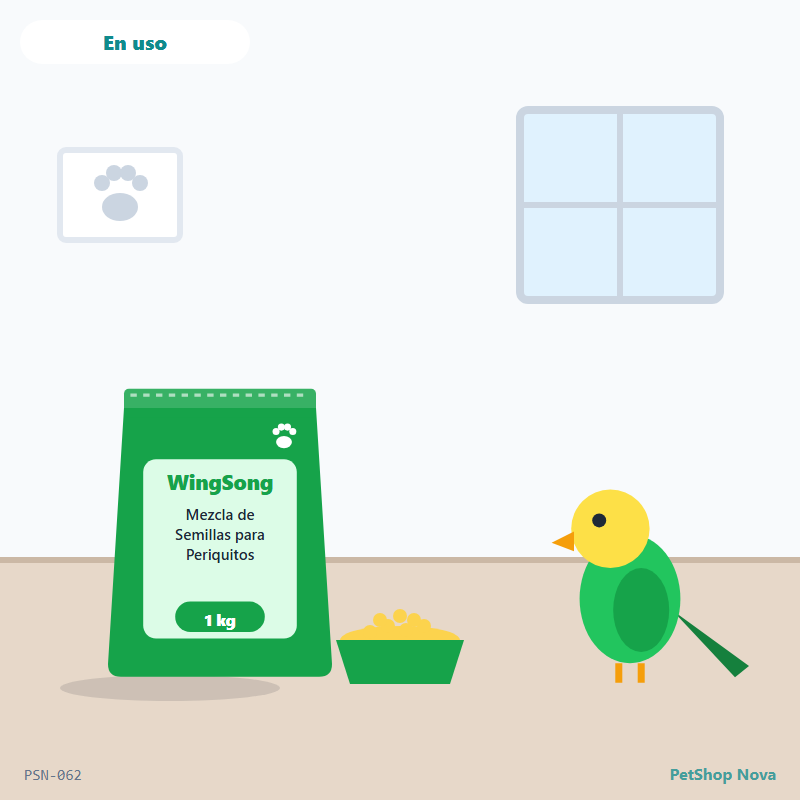 En uso
WingSong
Mezcla de
Semillas para
Periquitos
1 kg
PSN-062
PetShop Nova